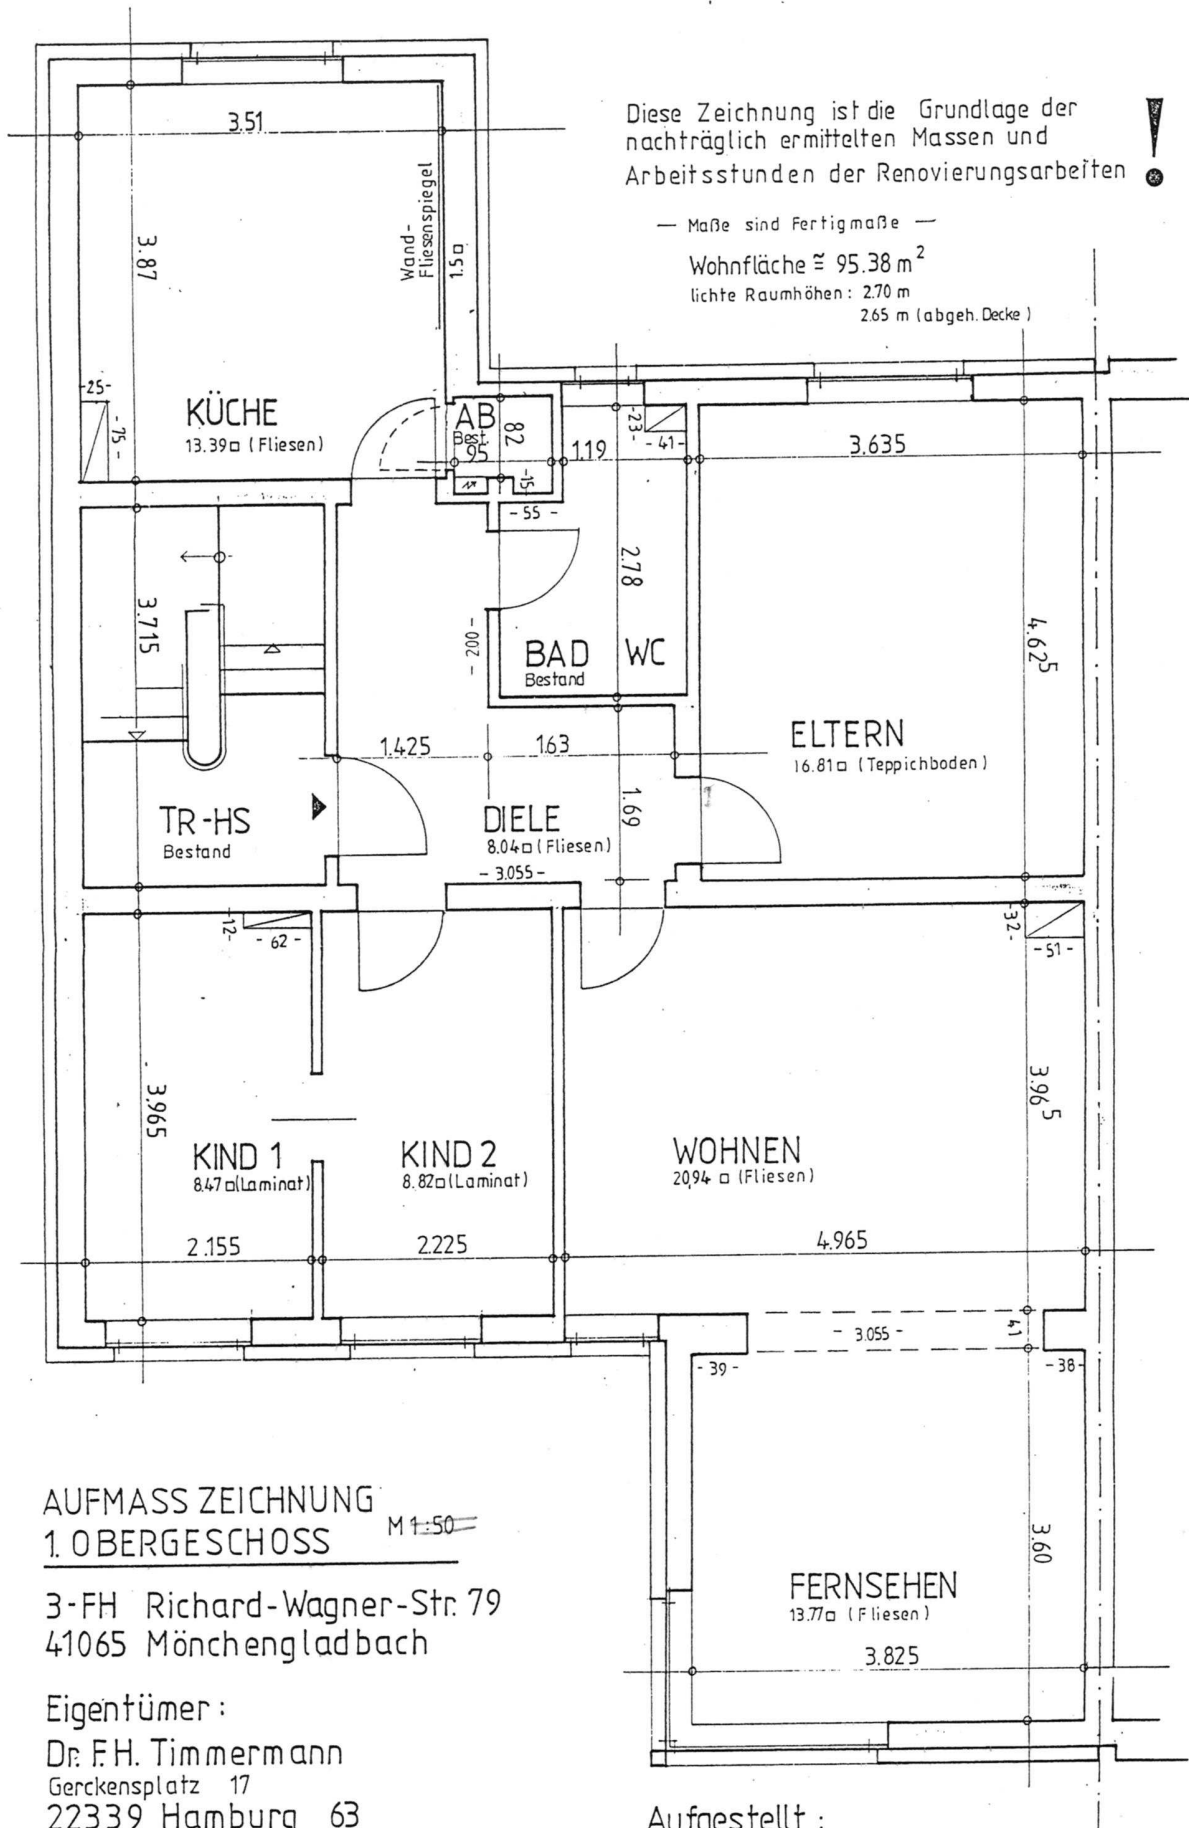 Diese Zeichnung ist die Grundlage der
nachträglich ermittelten Massen und
Arbeitsstunden der Renovierungsarbeiten !
— Maße sind Fertigmaße —
Wohnfläche ≅ 95.38 m²
lichte Raumhöhen: 2.70 m
2.65 m (abgeh. Decke)
3.51
3.87
Wand-
Fliesenspiegel
1.5□
-25-
-75-
KÜCHE
13.39□ (Fliesen)
AB
Best.
95
82
-15-
-55-
1.19
-23-
-41-
3.635
2.78
-200-
BAD WC
Bestand
4.625
ELTERN
16.81□ (Teppichboden)
3.715
TR-HS
Bestand
1.425
1.63
1.69
DIELE
8.04□ (Fliesen)
-3.055-
-12-
-62-
-32-
-51-
3.965
KIND 1
8.47□ (Laminat)
KIND 2
8.82□ (Laminat)
WOHNEN
20,94 □ (Fliesen)
3.965
2.155
2.225
4.965
-3.055-
41
-39-
-38-
3.60
FERNSEHEN
13.77□ (Fliesen)
3.825
AUFMASS ZEICHNUNG
1. OBERGESCHOSS M 1:50
3-FH Richard-Wagner-Str. 79
41065 Mönchengladbach
Eigentümer:
Dr. F.H. Timmermann
Gerckensplatz 17
22339 Hamburg 63
Aufgestellt: